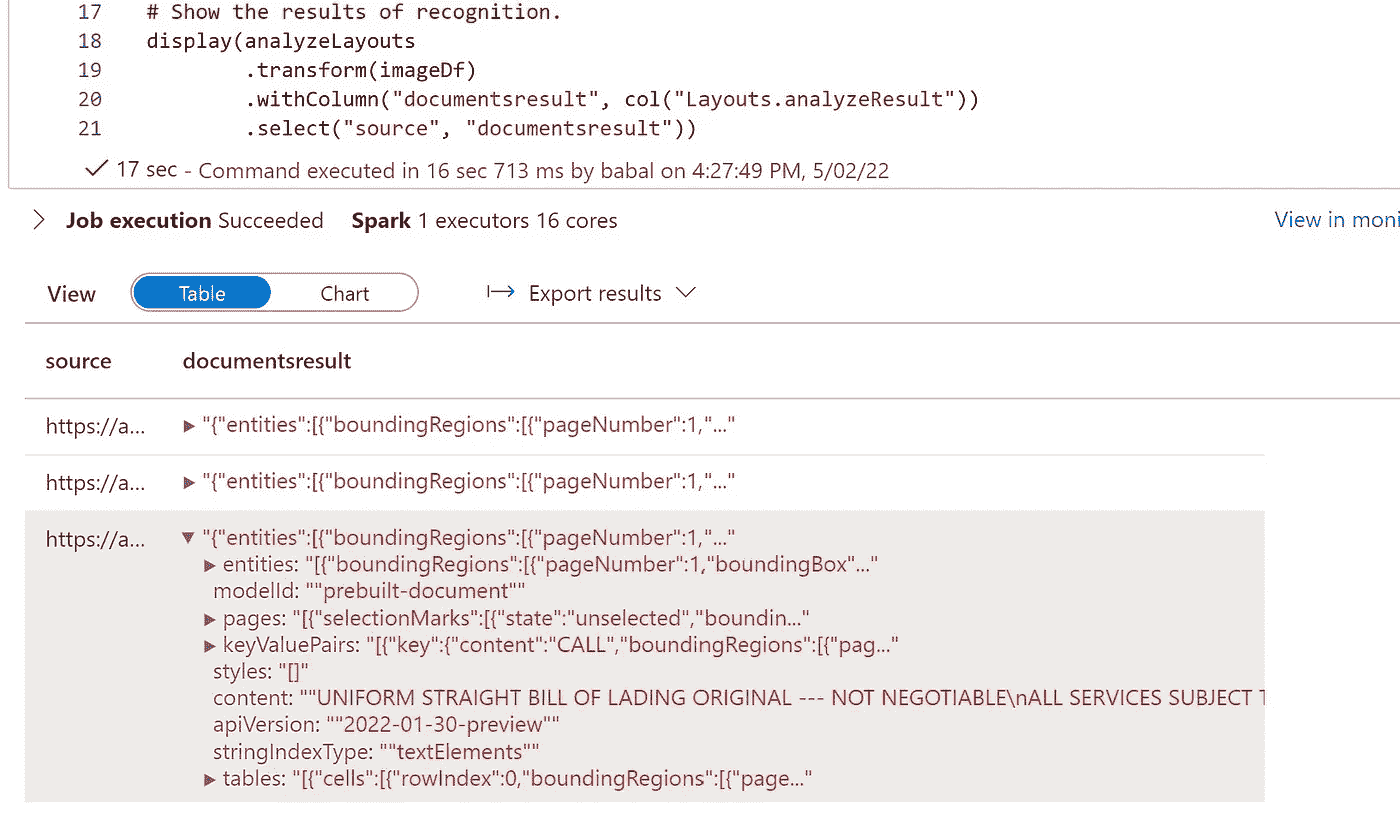 17 # Show the results of recognition.
18 display(analyzeLayouts
19 .transform(imageDf)
20 .withColumn("documentsresult", col("Layouts.analyzeResult"))
21 .select("source", "documentsresult"))
17 sec - Command executed in 16 sec 713 ms by babal on 4:27:49 PM, 5/02/22
Job execution Succeeded Spark 1 executors 16 cores View in moni
View Table Chart Export results
source documentsresult
https://a... "{"entities":[{"boundingRegions":[{"pageNumber":1,"..."
https://a... "{"entities":[{"boundingRegions":[{"pageNumber":1,"..."
https://a... "{"entities":[{"boundingRegions":[{"pageNumber":1,"..."
entities: "[{"boundingRegions":[{"pageNumber":1,"boundingBox"..."
modelId: ""prebuilt-document""
pages: "[{"selectionMarks":[{"state":"unselected","boundin..."
keyValuePairs: "[{"key":{"content":"CALL","boundingRegions":[{"pag..."
styles: "[]"
content: ""UNIFORM STRAIGHT BILL OF LADING ORIGINAL --- NOT NEGOTIABLE\nALL SERVICES SUBJECT T
apiVersion: ""2022-01-30-preview""
stringIndexType: ""textElements""
tables: "[{"cells":[{"rowIndex":0,"boundingRegions":[{"page..."